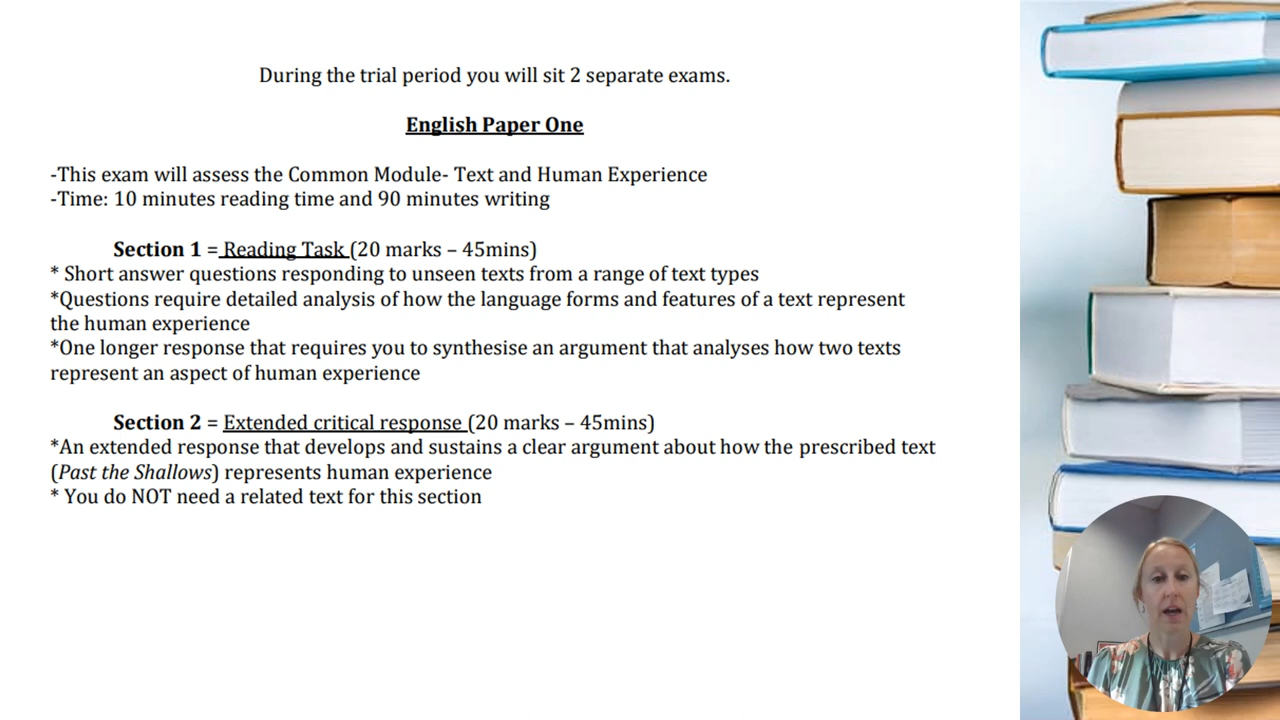 During the trial period you will sit 2 separate exams.
English Paper One
-This exam will assess the Common Module- Text and Human Experience
-Time: 10 minutes reading time and 90 minutes writing
Section 1 = Reading Task (20 marks – 45mins)
* Short answer questions responding to unseen texts from a range of text types
*Questions require detailed analysis of how the language forms and features of a text represent
the human experience
*One longer response that requires you to synthesise an argument that analyses how two texts
represent an aspect of human experience
Section 2 = Extended critical response (20 marks – 45mins)
*An extended response that develops and sustains a clear argument about how the prescribed text
(Past the Shallows) represents human experience
* You do NOT need a related text for this section